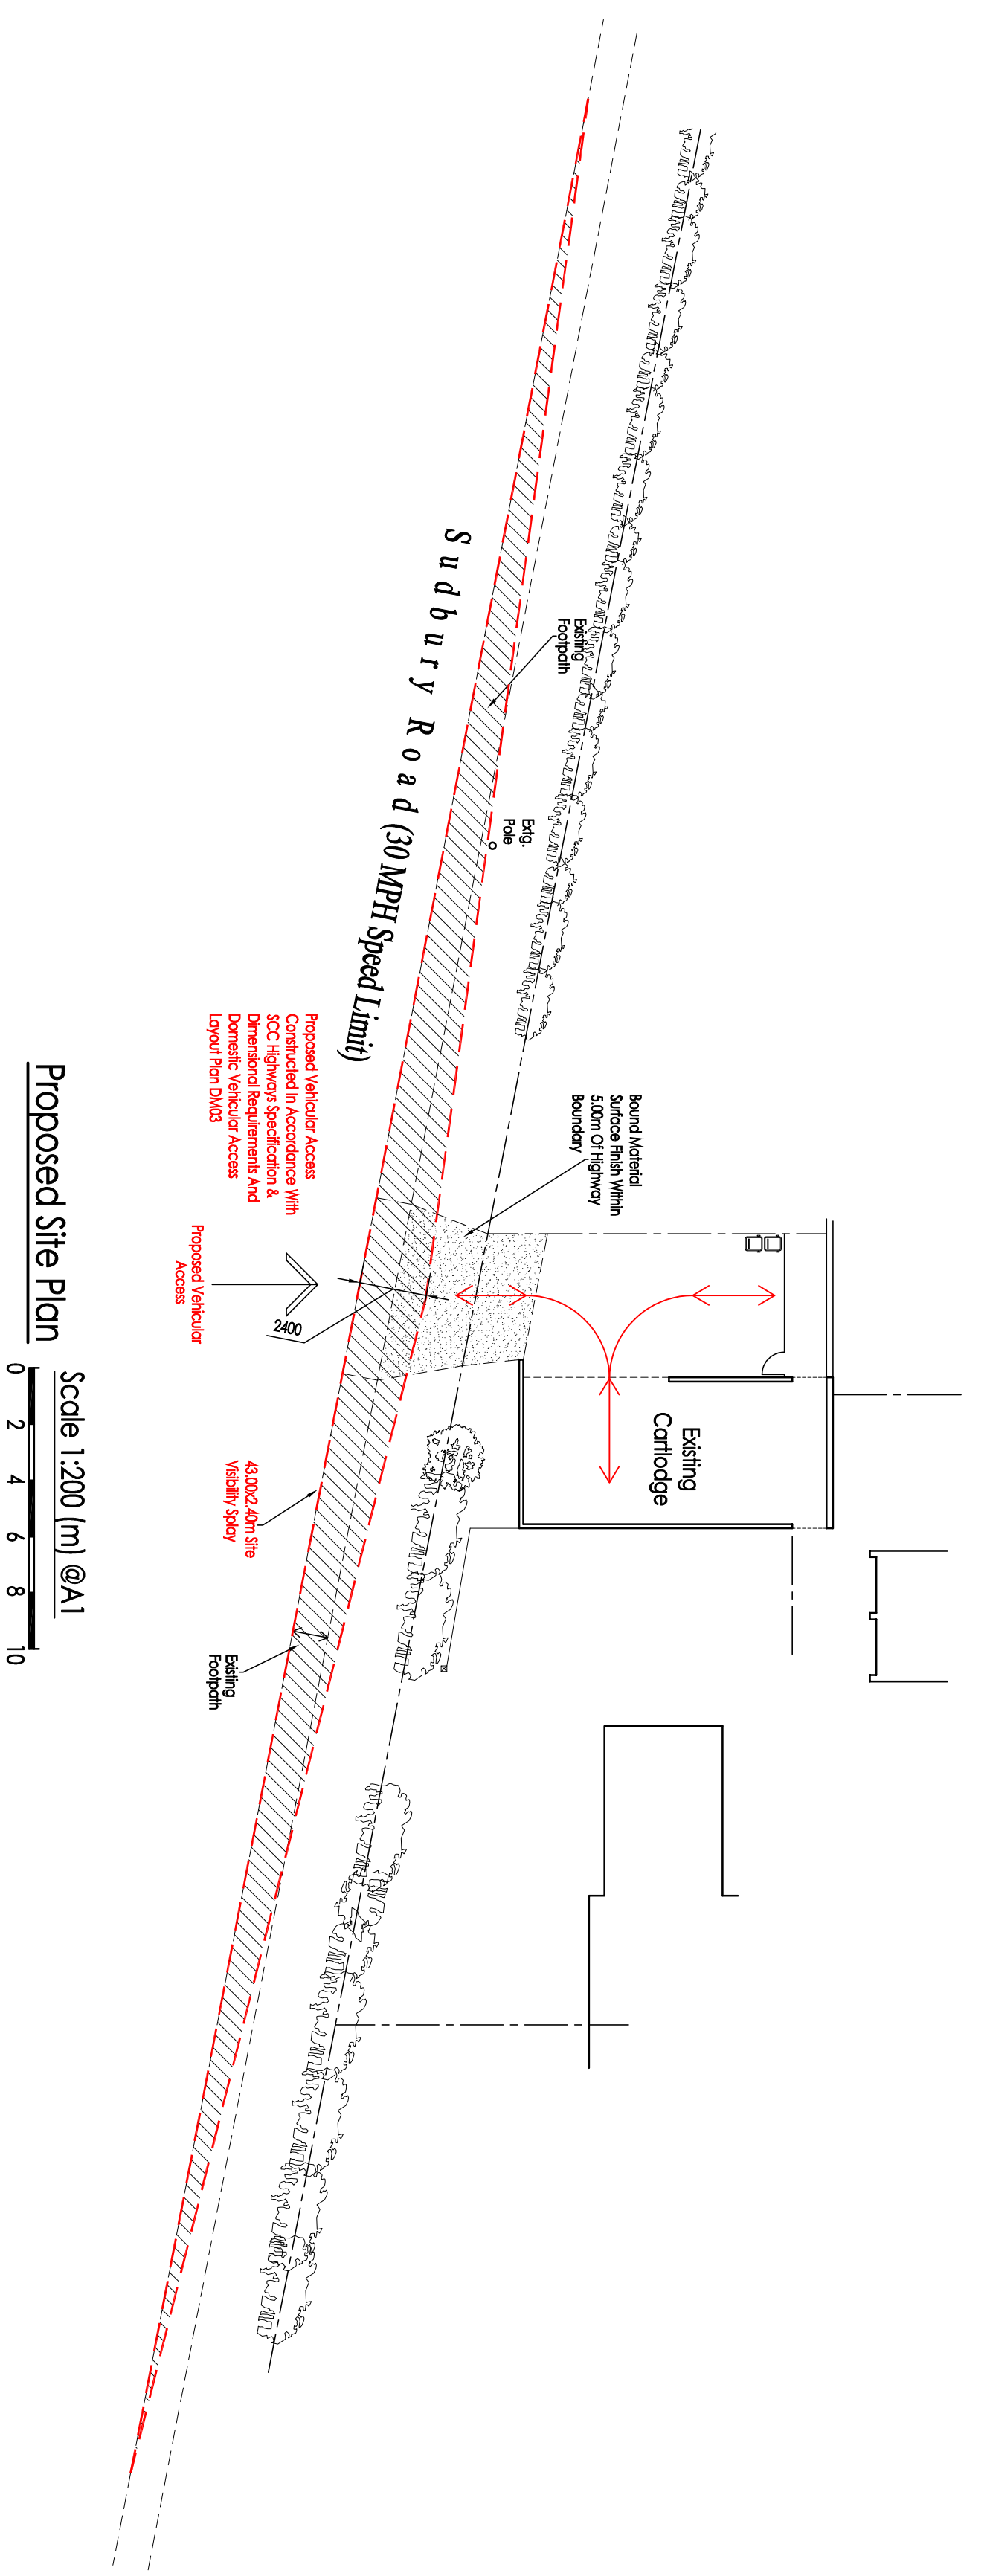 Existing
Footpath
Extg.
Pole
Sudbury Road (30 MPH Speed Limit)
Bound Material
Surface Finish Within
5.00m Of Highway
Boundary
Existing
Cartlodge
Proposed Vehicular Access
Constructed In Accordance With
SCC Highways Specification &
Dimensional Requirements And
Domestic Vehicular Access
Layout Plan DM03
Proposed Vehicular
Access
2400
43.00x2.40m Site
Visibility Splay
Existing
Footpath
Proposed Site Plan
Scale 1:200 (m) @A1
0 2 4 6 8 10